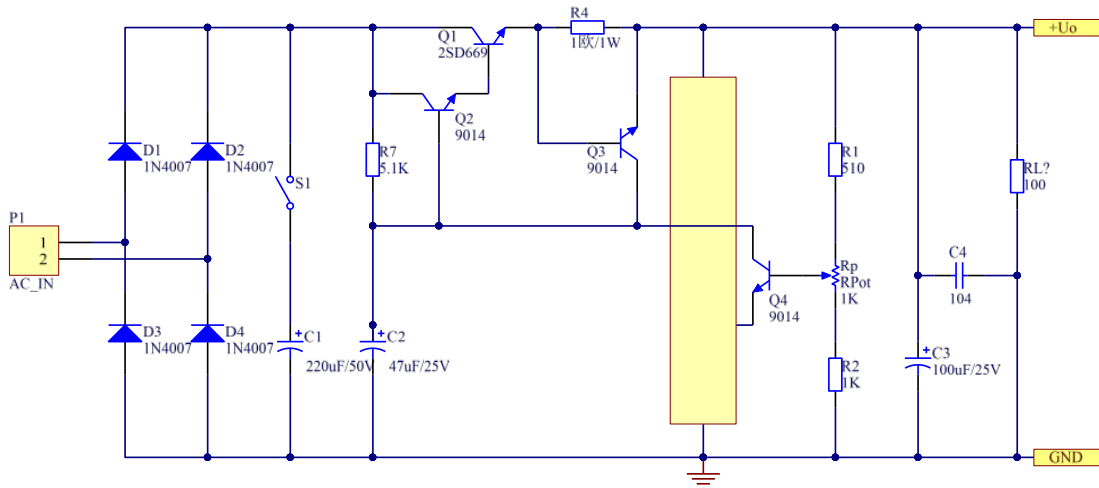 Q1
2SD669
R4
1欧/1W
+Uo
Q2
9014
D1
1N4007
D2
1N4007
R7
5.1K
Q3
9014
R1
510
S1
RL?
100
P1
1
2
AC_IN
C4
104
Rp
RPot
1K
Q4
9014
D3
1N4007
D4
1N4007
C1
220uF/50V
C2
47uF/25V
C3
100uF/25V
R2
1K
GND